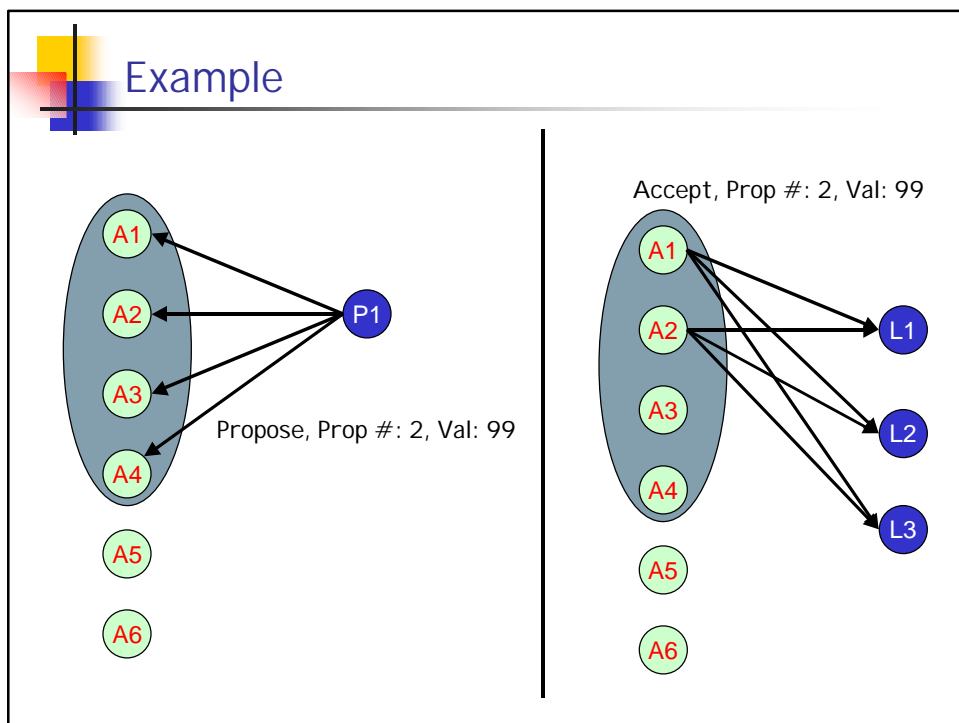 Example
A1
A2
A3
A4
A5
A6
P1
Propose, Prop #: 2, Val: 99
Accept, Prop #: 2, Val: 99
A1
A2
A3
A4
A5
A6
L1
L2
L3